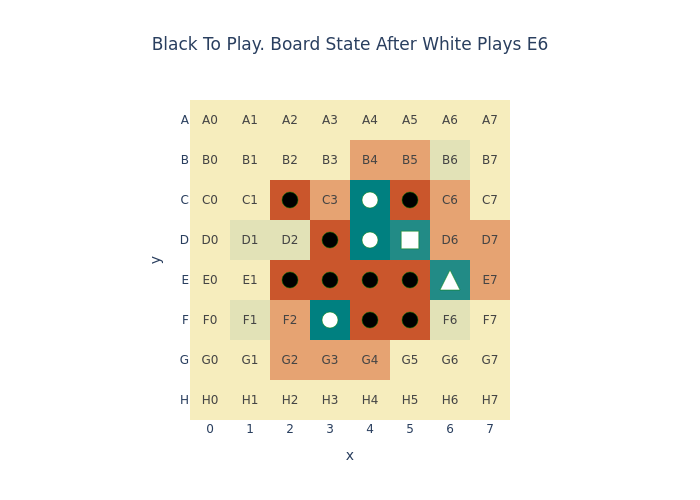 Black To Play. Board State After White Plays E6
A A0 A1 A2 A3 A4 A5 A6 A7
B B0 B1 B2 B3 B4 B5 B6 B7
C C0 C1 C3 C6 C7
D D0 D1 D2 D6 D7
y
E E0 E1 E7
F F0 F1 F2 F6 F7
G G0 G1 G2 G3 G4 G5 G6 G7
H H0 H1 H2 H3 H4 H5 H6 H7
0 1 2 3 4 5 6 7
x